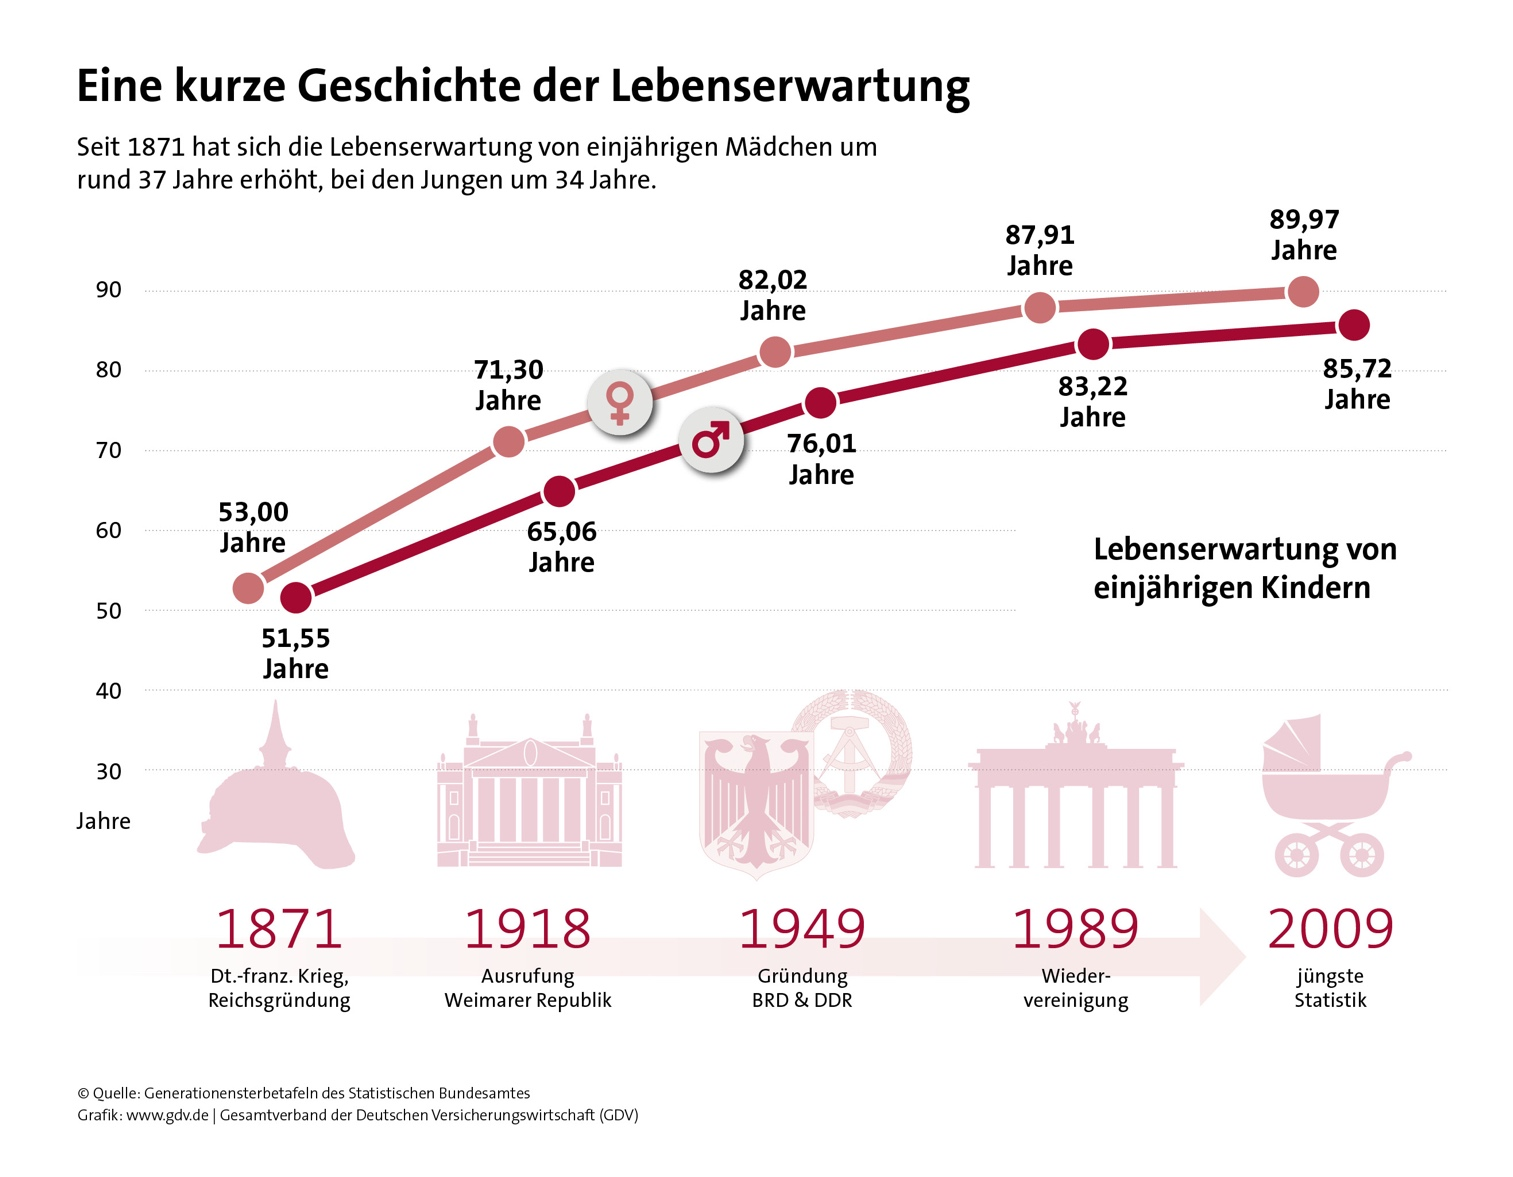 Eine kurze Geschichte der Lebenserwartung
Seit 1871 hat sich die Lebenserwartung von einjährigen Mädchen um
rund 37 Jahre erhöht, bei den Jungen um 34 Jahre.
89,97
Jahre
87,91
Jahre
82,02
Jahre
90
80
71,30
Jahre
85,72
Jahre
83,22
Jahre
76,01
Jahre
70
53,00
Jahre
65,06
Jahre
60
Lebenserwartung von
einjährigen Kindern
50
51,55
Jahre
40
30
Jahre
1871
Dt.-franz. Krieg,
Reichsgründung
1918
Ausrufung
Weimarer Republik
1949
Gründung
BRD & DDR
1989
Wieder-
vereinigung
2009
jüngste
Statistik
© Quelle: Generationensterbetafeln des Statistischen Bundesamtes
Grafik: www.gdv.de | Gesamtverband der Deutschen Versicherungswirtschaft (GDV)